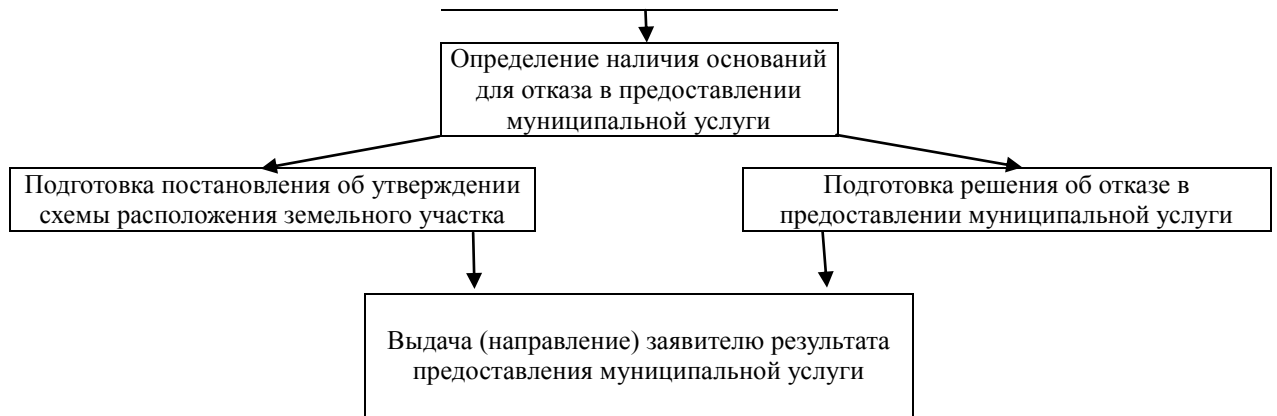 Определение наличия оснований
для отказа в предоставлении
муниципальной услуги
Подготовка постановления об утверждении
схемы расположения земельного участка
Подготовка решения об отказе в
предоставлении муниципальной услуги
Выдача (направление) заявителю результата
предоставления муниципальной услуги